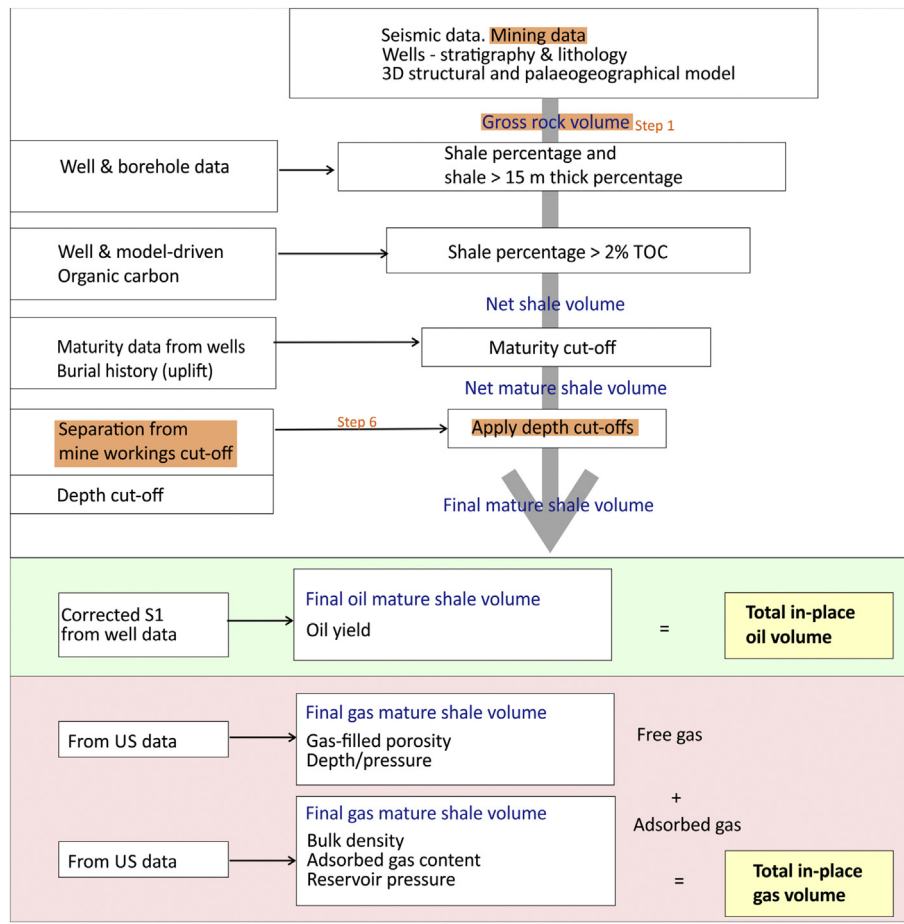 Seismic data. Mining data
Wells - stratigraphy & lithology
3D structural and palaeogeographical model
Gross rock volume Step 1
Well & borehole data
Shale percentage and
shale > 15 m thick percentage
Well & model-driven
Organic carbon
Shale percentage > 2% TOC
Net shale volume
Maturity data from wells
Burial history (uplift)
Maturity cut-off
Net mature shale volume
Separation from
mine workings cut-off
Step 6
Apply depth cut-offs
Depth cut-off
Final mature shale volume
Corrected S1
from well data
Final oil mature shale volume
Oil yield
=
Total in-place
oil volume
From US data
Final gas mature shale volume
Gas-filled porosity
Depth/pressure
Free gas
+
Adsorbed gas
From US data
Final gas mature shale volume
Bulk density
Adsorbed gas content
Reservoir pressure
=
Total in-place
gas volume